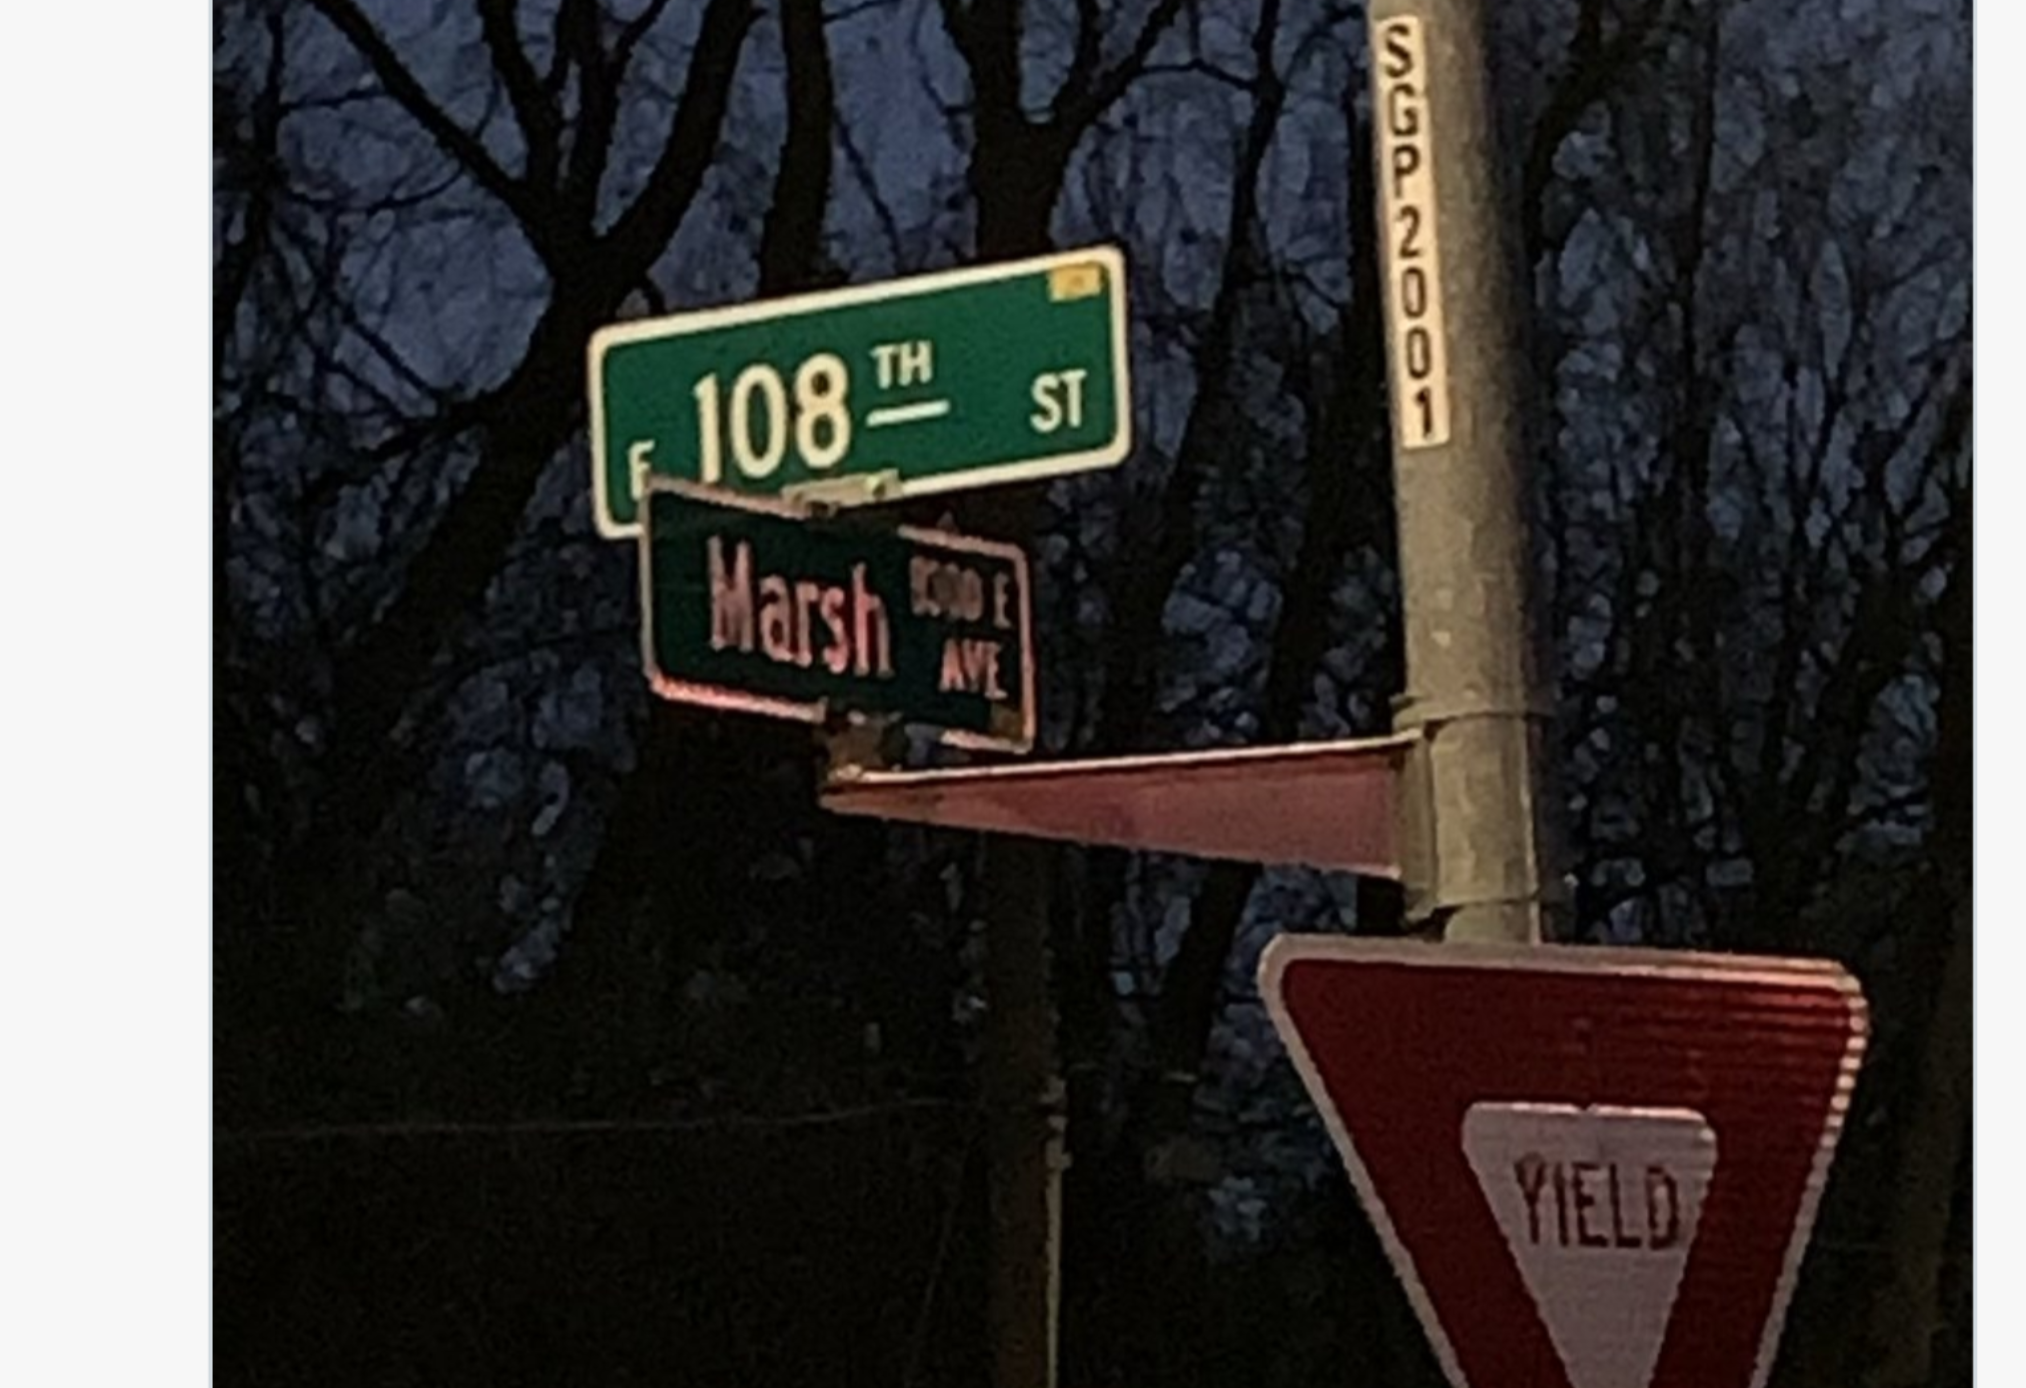 SGP2001
E 108TH ST
Marsh
E
AVE
YIELD